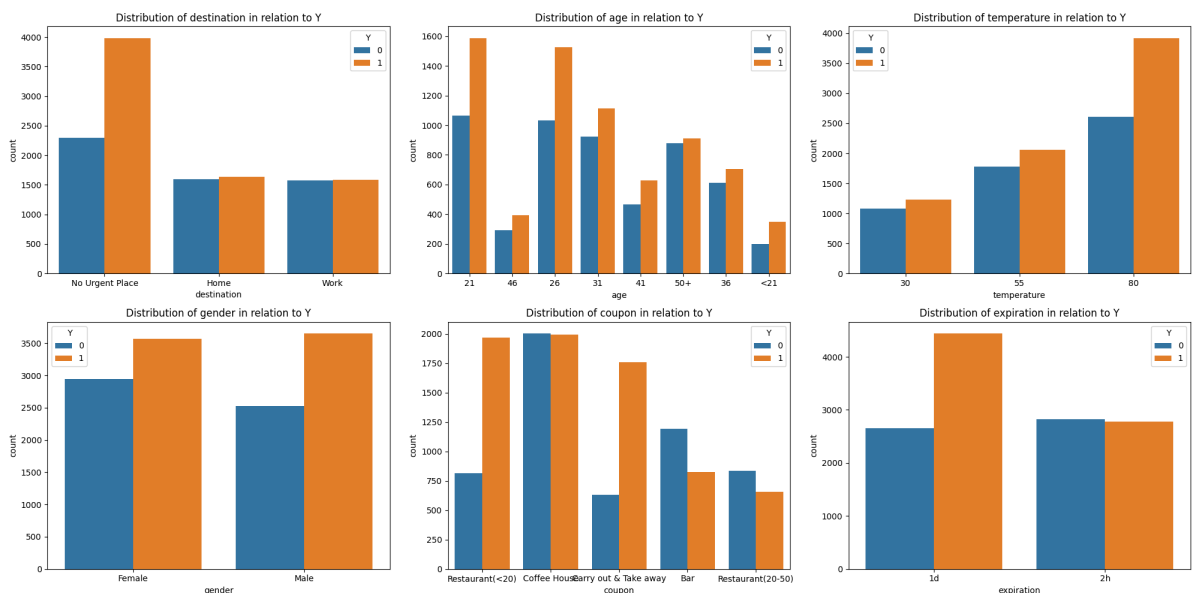 Distribution of destination in relation to Y
4000
3500
3000
2500
2000
1500
1000
500
0
count
Y
0
1
No Urgent Place Home Work
destination
Distribution of age in relation to Y
1600
1400
1200
1000
800
600
400
200
0
count
Y
0
1
21 46 26 31 41 50+ 36 <21
age
Distribution of temperature in relation to Y
4000
3500
3000
2500
2000
1500
1000
500
0
count
Y
0
1
30 55 80
temperature
Distribution of gender in relation to Y
3500
3000
2500
2000
1500
1000
500
0
count
Y
0
1
Female Male
gender
Distribution of coupon in relation to Y
2000
1750
1500
1250
1000
750
500
250
0
count
Y
0
1
Restaurant(<20) Coffee House Carry out & Take away Bar Restaurant(20-50)
coupon
Distribution of expiration in relation to Y
4000
3000
2000
1000
0
count
Y
0
1
1d 2h
expiration